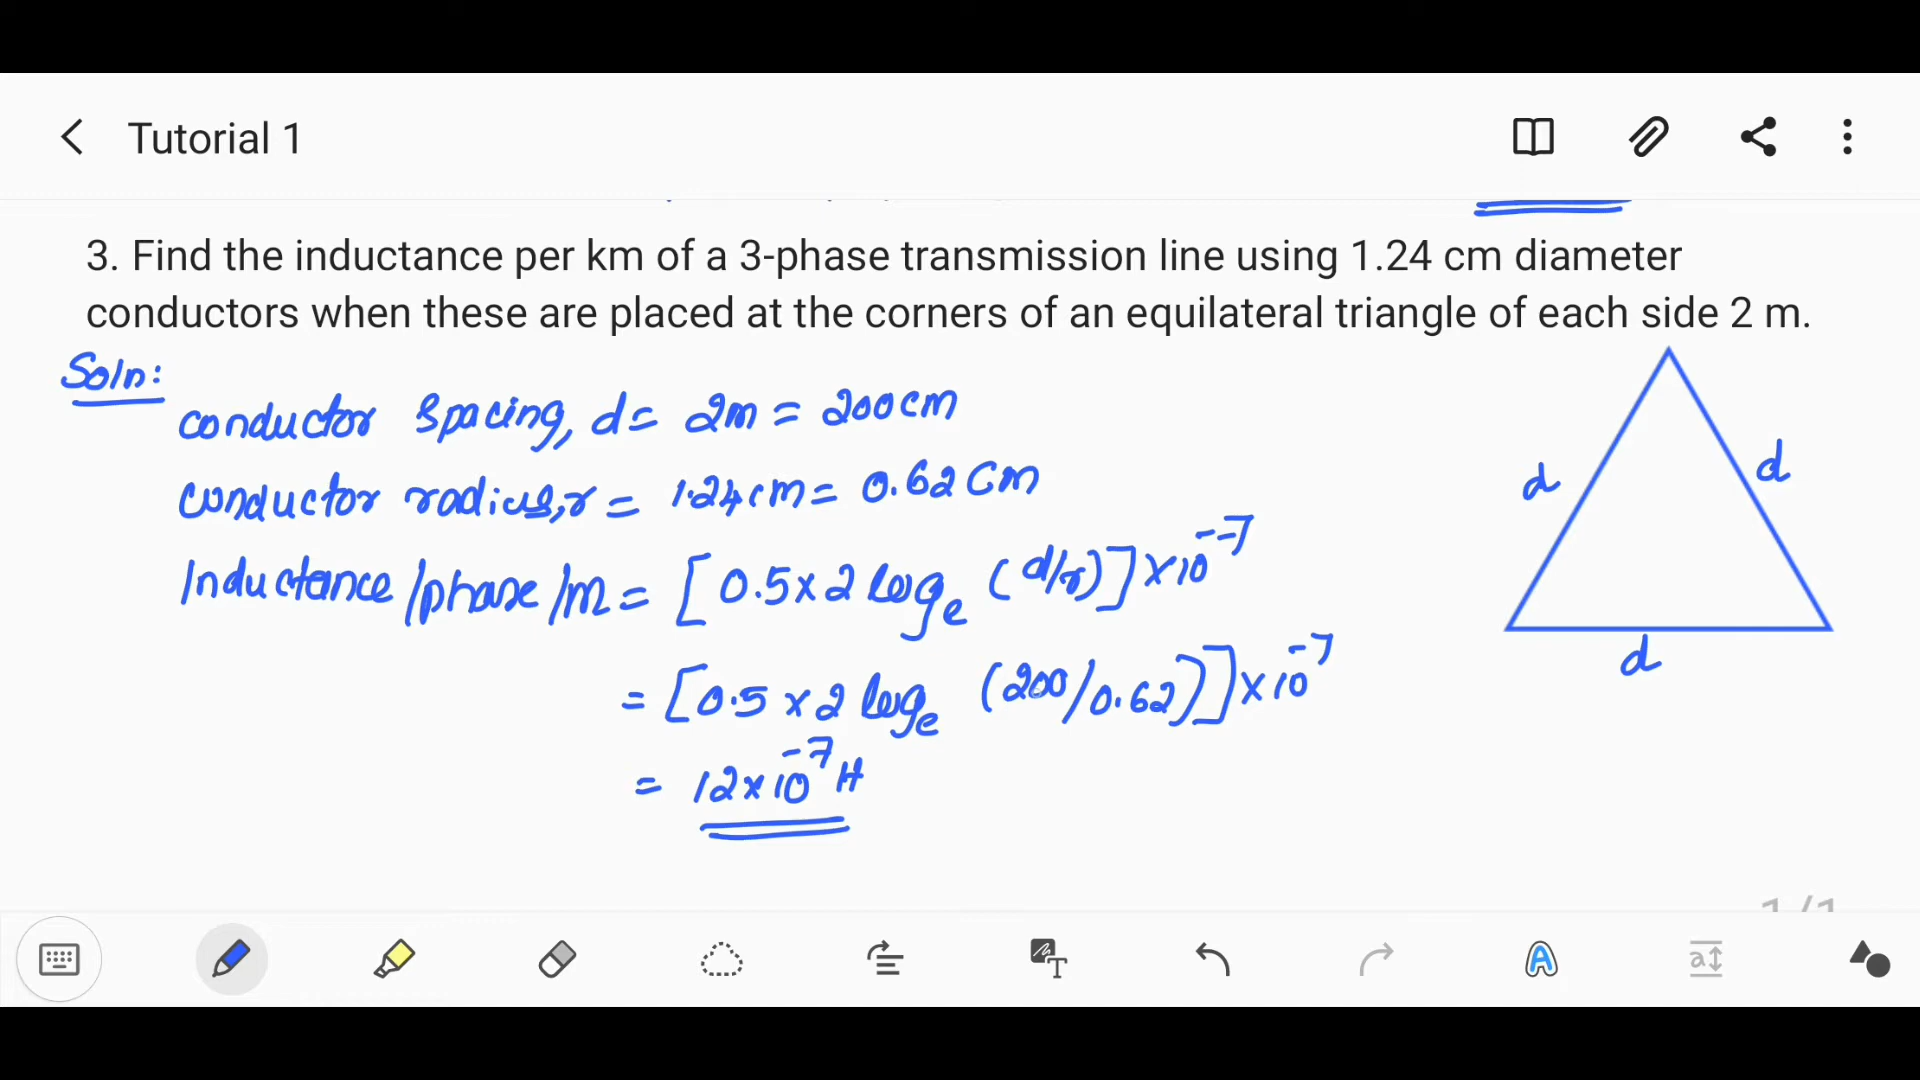 Tutorial 1
3. Find the inductance per km of a 3-phase transmission line using 1.24 cm diameter
conductors when these are placed at the corners of an equilateral triangle of each side 2 m.
Soln:
conductor spacing, d = 2m = 200cm
conductor radius, r = 1.24cm = 0.62 cm
Inductance/phase/m = [0.5 × 2 logₑ (d/r)] × 10⁻⁷
= [0.5 × 2 logₑ (200/0.62)] × 10⁻⁷
= 12×10⁻⁷ H
d
d
d
1/1